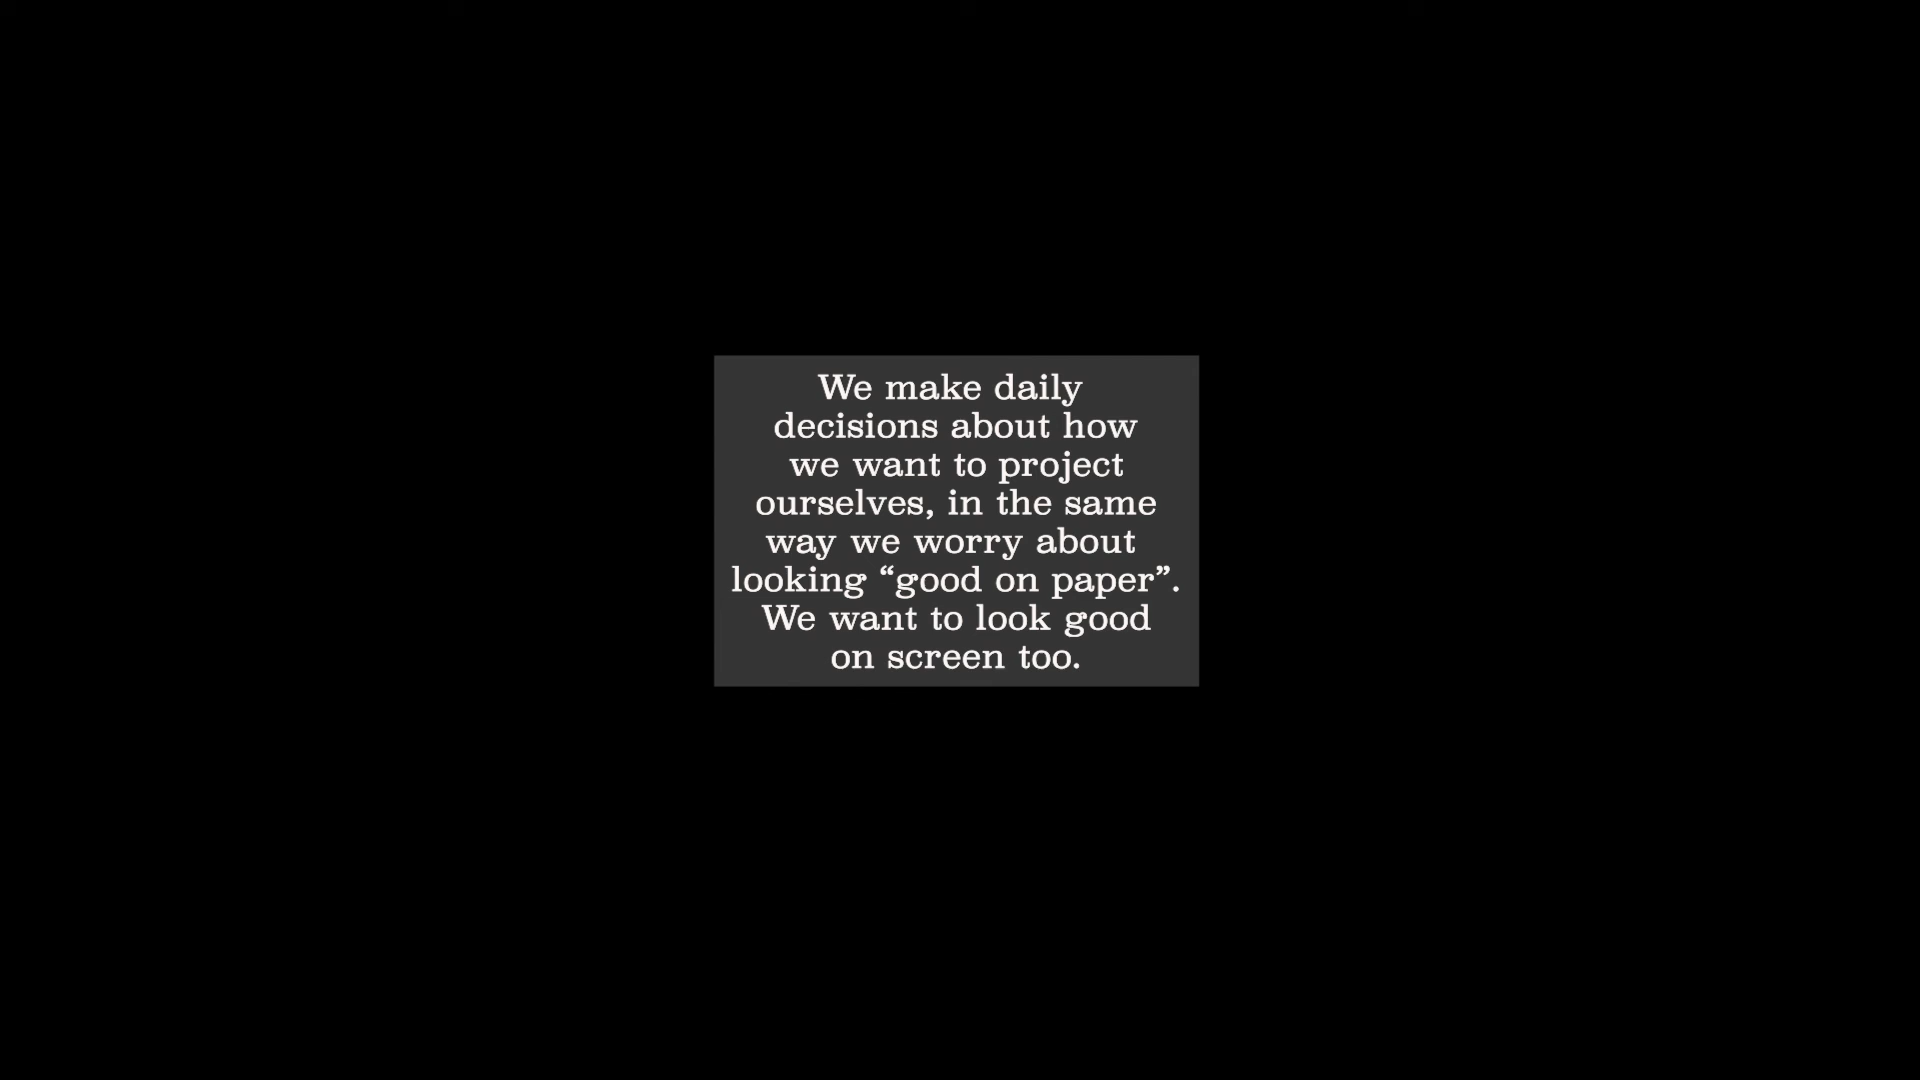 We make daily
decisions about how
we want to project
ourselves, in the same
way we worry about
looking “good on paper”.
We want to look good
on screen too.